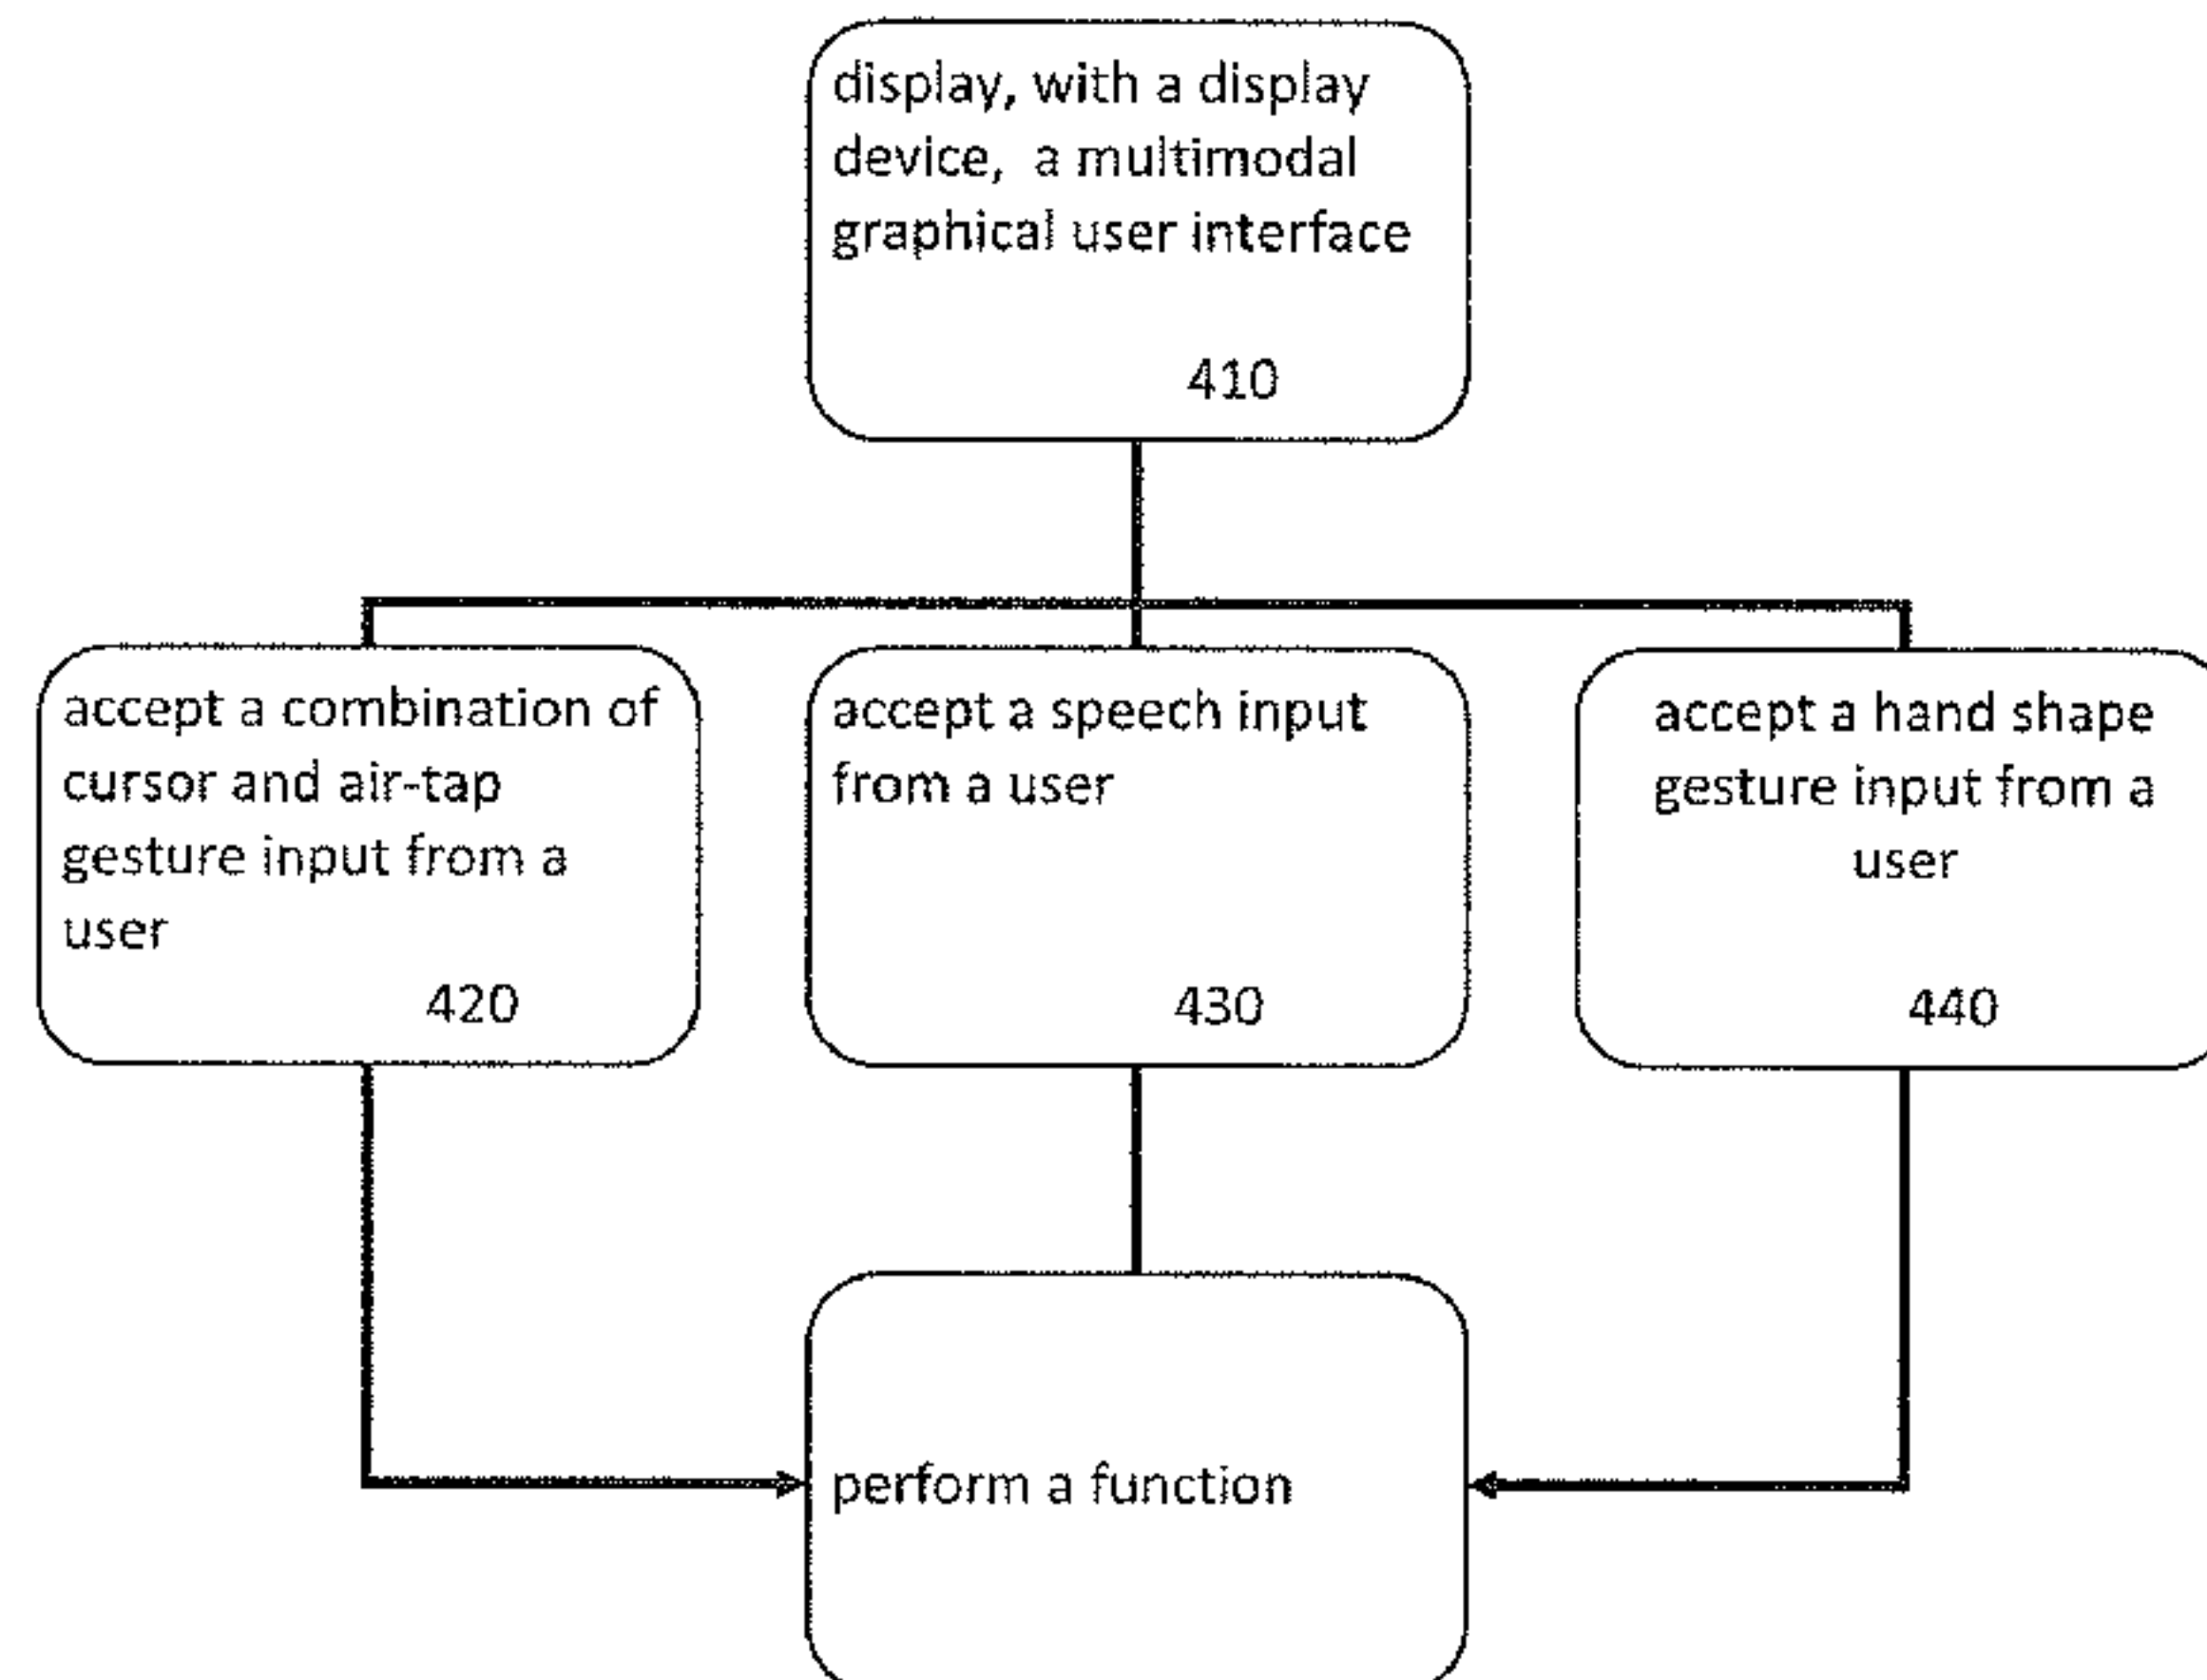 display, with a display
device, a multimodal
graphical user interface
410
accept a combination of
cursor and air-tap
gesture input from a
user
420
accept a speech input
from a user
430
accept a hand shape
gesture input from a
user
440
perform a function